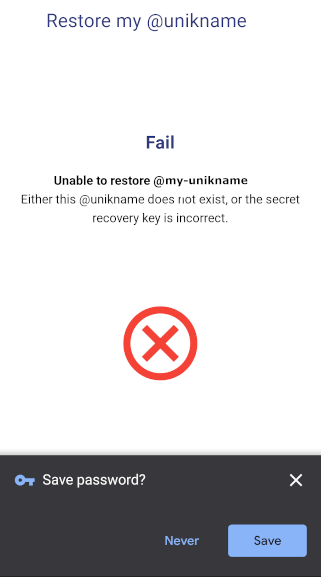 Restore my @unikname
Fail
Unable to restore @my-unikname
Either this @unikname does not exist, or the secret
recovery key is incorrect.
Save password?
Never
Save